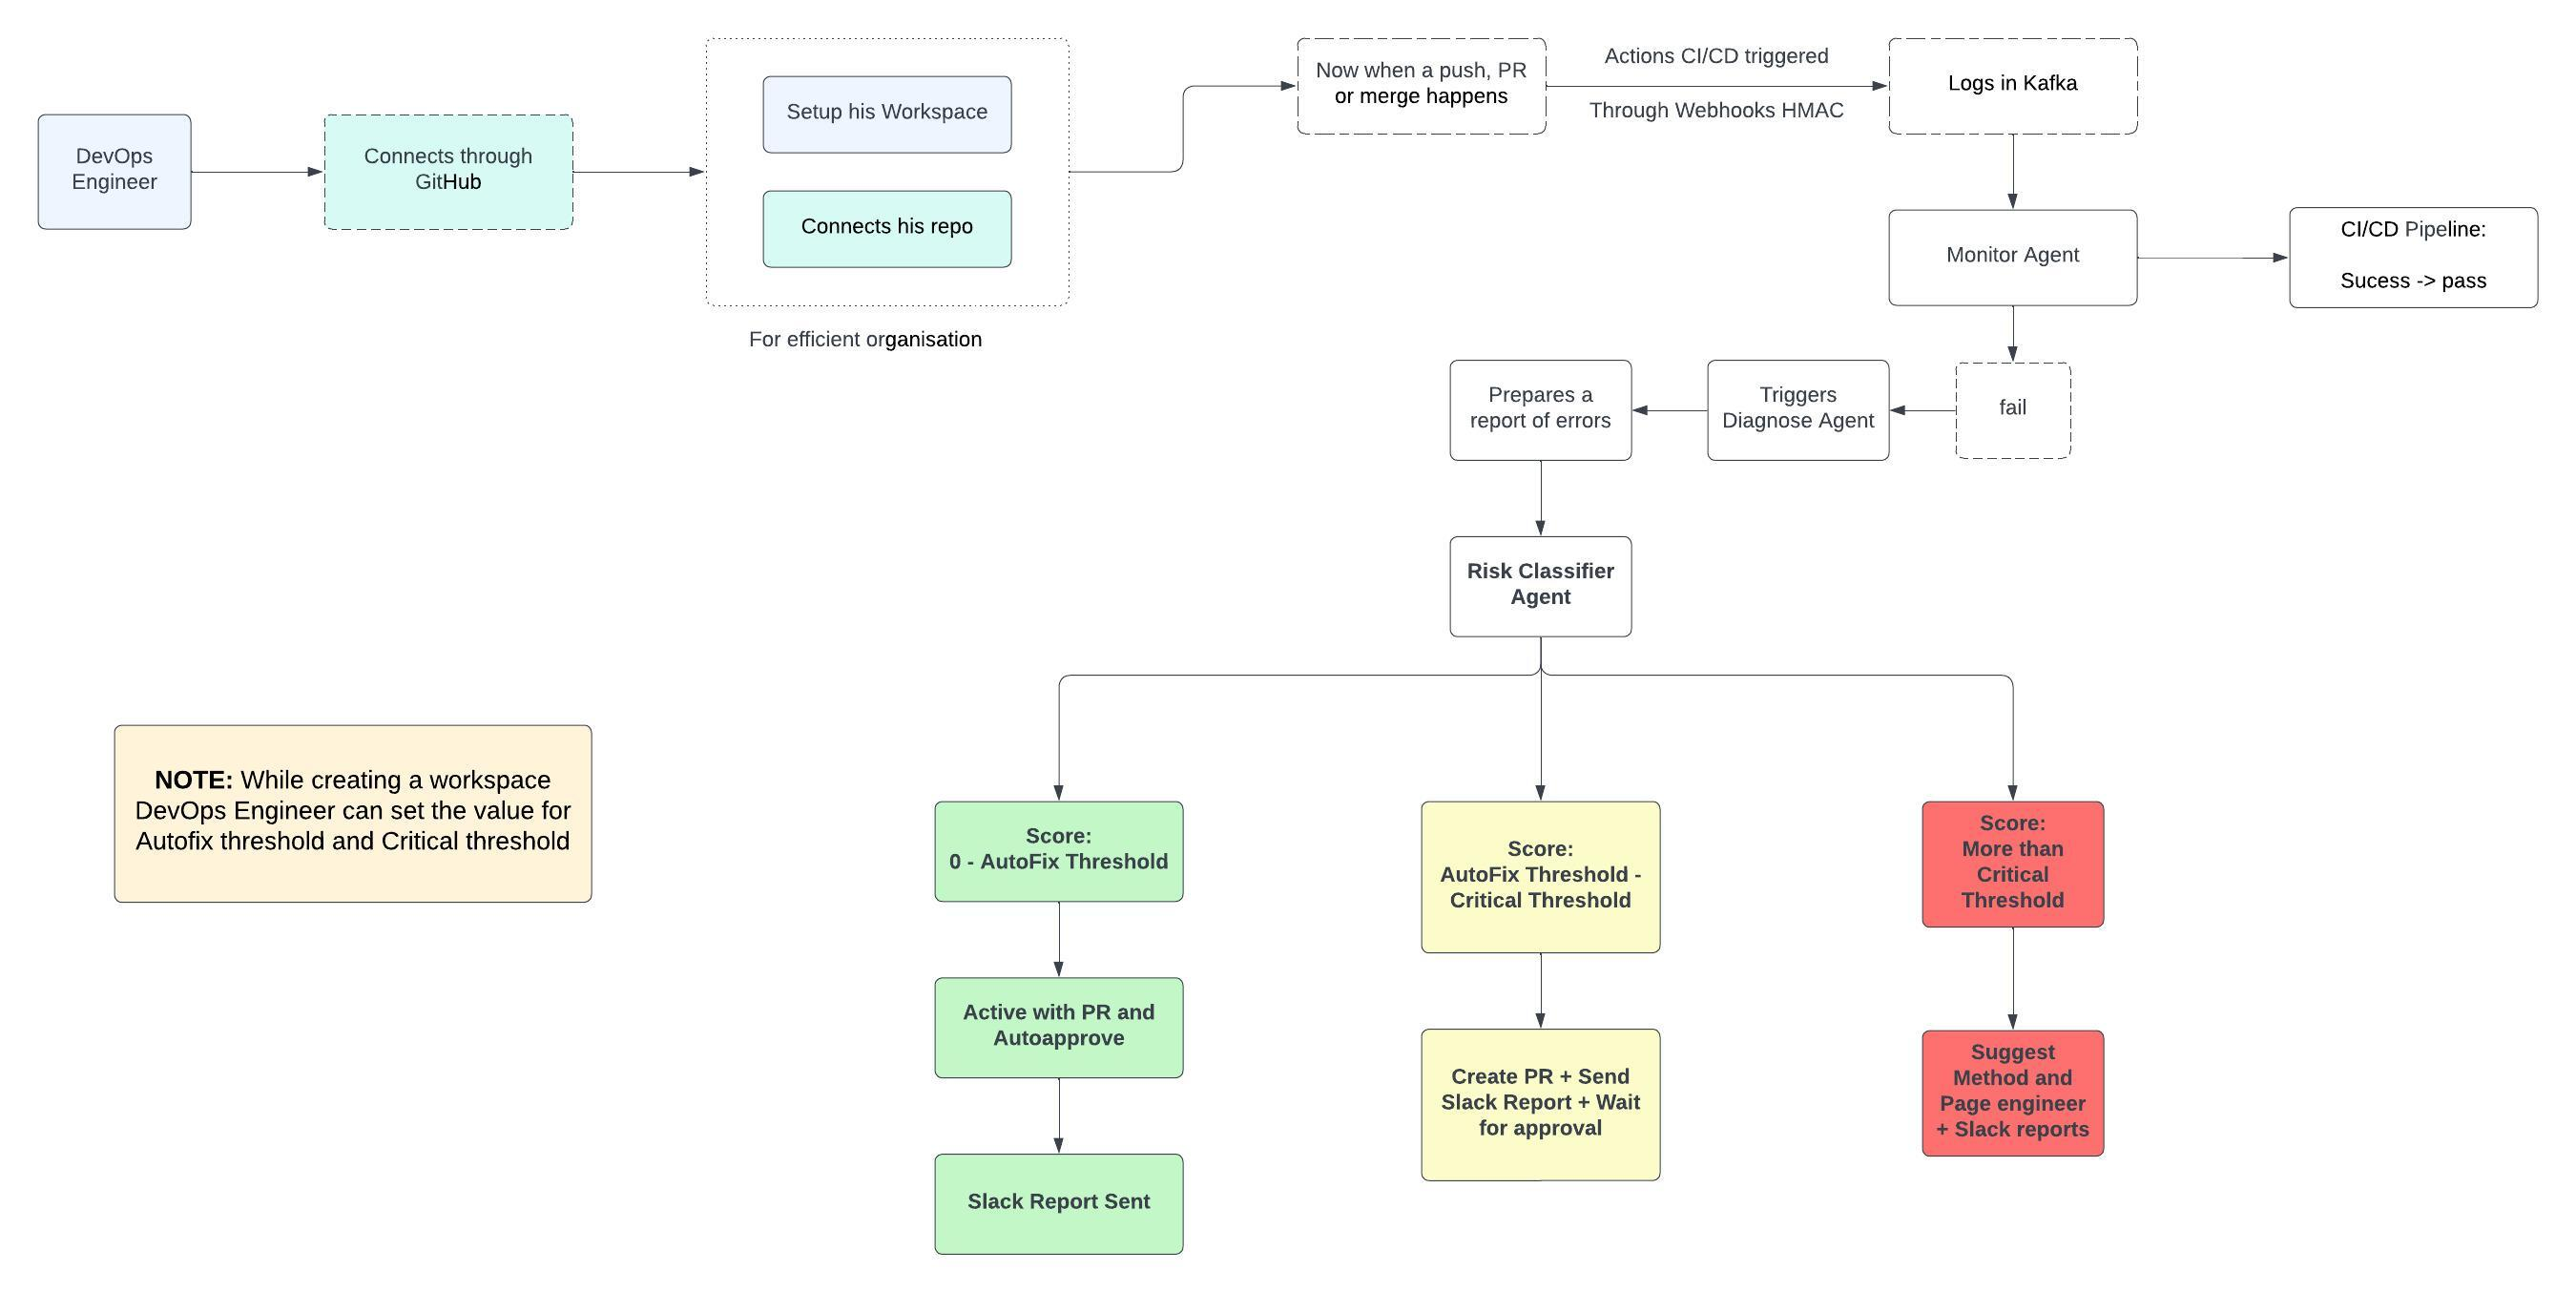 DevOps
Engineer
Connects through
GitHub
Setup his Workspace
Connects his repo
For efficient organisation
Now when a push, PR
or merge happens
Actions CI/CD triggered
Through Webhooks HMAC
Logs in Kafka
Monitor Agent
CI/CD Pipeline:
Sucess -> pass
fail
Triggers
Diagnose Agent
Prepares a
report of errors
Risk Classifier
Agent
NOTE: While creating a workspace
DevOps Engineer can set the value for
Autofix threshold and Critical threshold
Score:
0 - AutoFix Threshold
Active with PR and
Autoapprove
Slack Report Sent
Score:
AutoFix Threshold -
Critical Threshold
Create PR + Send
Slack Report + Wait
for approval
Score:
More than
Critical
Threshold
Suggest
Method and
Page engineer
+ Slack reports